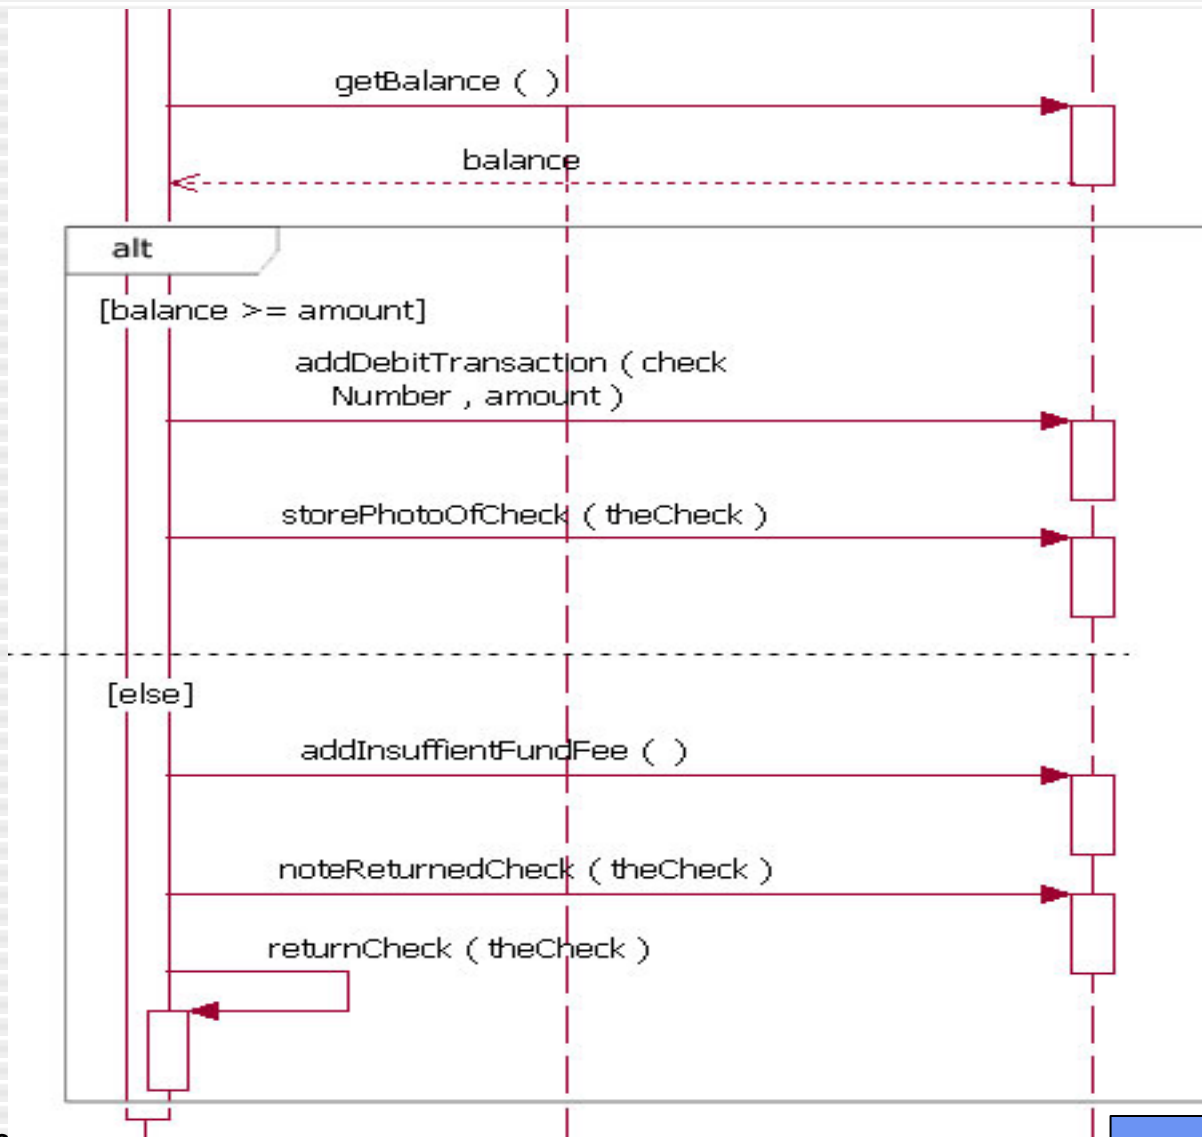 getBalance ( )
balance
alt
[balance >= amount]
addDebitTransaction ( check
Number , amount )
storePhotoOfCheck ( theCheck )
[else]
addInsuffientFundFee ( )
noteReturnedCheck ( theCheck )
returnCheck ( theCheck )